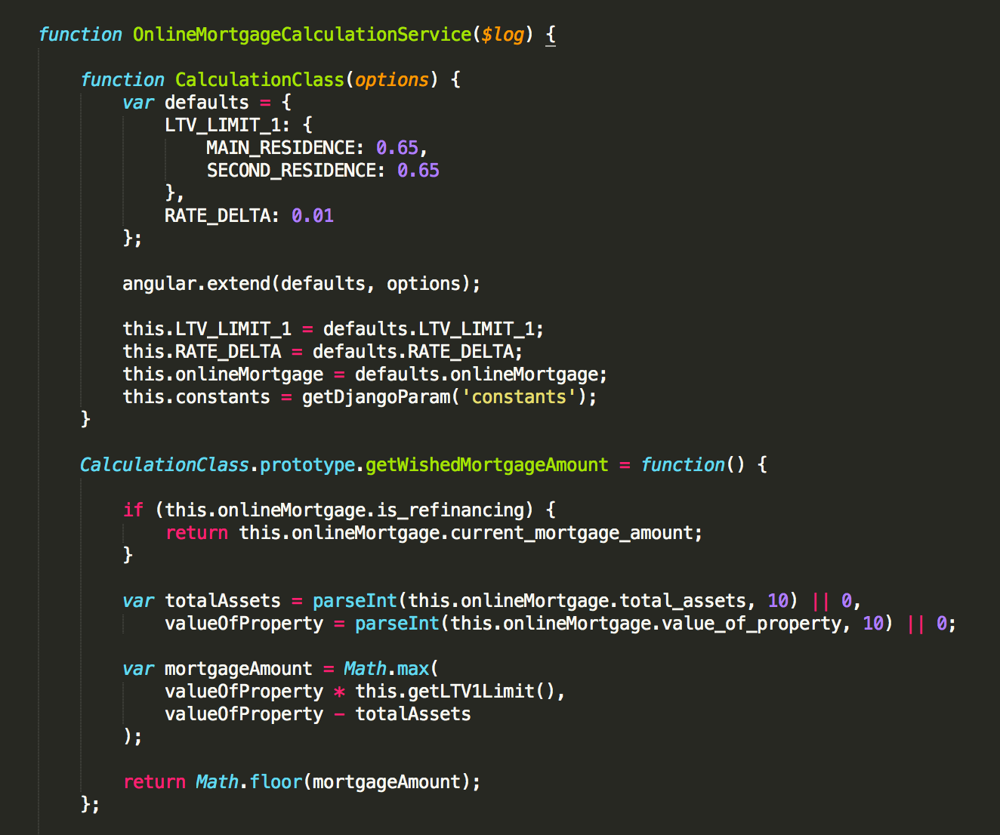 function OnlineMortgageCalculationService($log) {
function CalculationClass(options) {
var defaults = {
LTV_LIMIT_1: {
MAIN_RESIDENCE: 0.65,
SECOND_RESIDENCE: 0.65
},
RATE_DELTA: 0.01
};
angular.extend(defaults, options);
this.LTV_LIMIT_1 = defaults.LTV_LIMIT_1;
this.RATE_DELTA = defaults.RATE_DELTA;
this.onlineMortgage = defaults.onlineMortgage;
this.constants = getDjangoParam('constants');
}
CalculationClass.prototype.getWishedMortgageAmount = function() {
if (this.onlineMortgage.is_refinancing) {
return this.onlineMortgage.current_mortgage_amount;
}
var totalAssets = parseInt(this.onlineMortgage.total_assets, 10) || 0,
valueOfProperty = parseInt(this.onlineMortgage.value_of_property, 10) || 0;
var mortgageAmount = Math.max(
valueOfProperty * this.getLTV1Limit(),
valueOfProperty - totalAssets
);
return Math.floor(mortgageAmount);
};